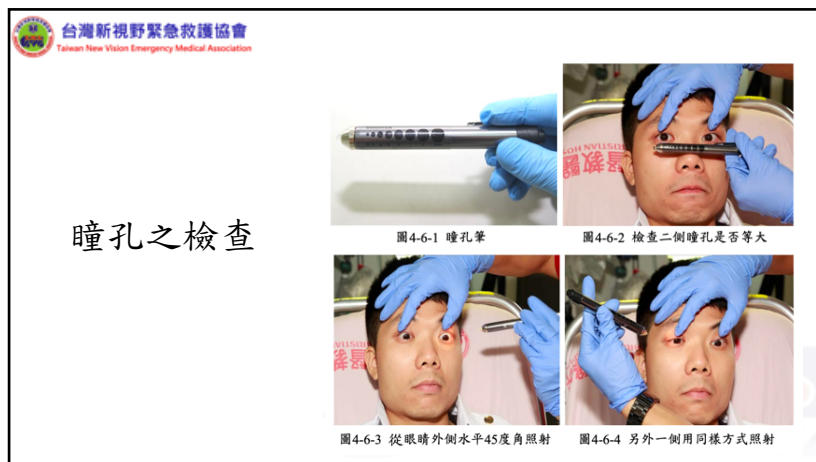 台灣新視野緊急救護協會
Taiwan New Vision Emergency Medical Association
瞳孔之檢查
圖4-6-1 瞳孔筆
圖4-6-2 檢查二側瞳孔是否等大
圖4-6-3 從眼睛外側水平45度角照射
圖4-6-4 另外一側用同樣方式照射